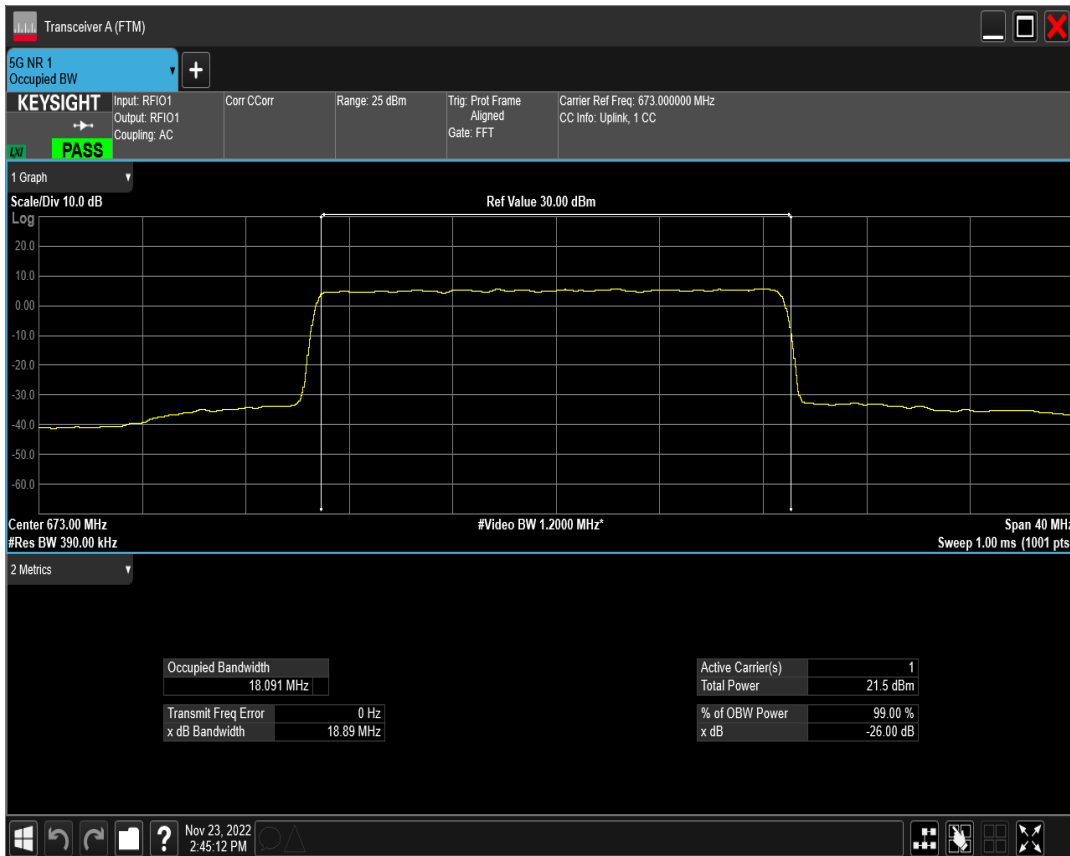 Transceiver A (FTM)
5G NR 1
Occupied BW
+
KEYSIGHT
LXI
PASS
Input: RFIO1
Output: RFIO1
Coupling: AC
Corr CCorr
Range: 25 dBm
Trig: Prot Frame
Aligned
Gate: FFT
Carrier Ref Freq: 673.000000 MHz
CC Info: Uplink, 1 CC
1 Graph
Scale/Div 10.0 dB
Ref Value 30.00 dBm
Log
20.0
10.0
0.00
-10.0
-20.0
-30.0
-40.0
-50.0
-60.0
Center 673.00 MHz
#Video BW 1.2000 MHz*
Span 40 MHz
#Res BW 390.00 kHz
Sweep 1.00 ms (1001 pts
2 Metrics
Occupied Bandwidth
18.091 MHz
Transmit Freq Error 0 Hz
x dB Bandwidth 18.89 MHz
Active Carrier(s) 1
Total Power 21.5 dBm
% of OBW Power 99.00 %
x dB -26.00 dB
?
Nov 23, 2022
2:45:12 PM